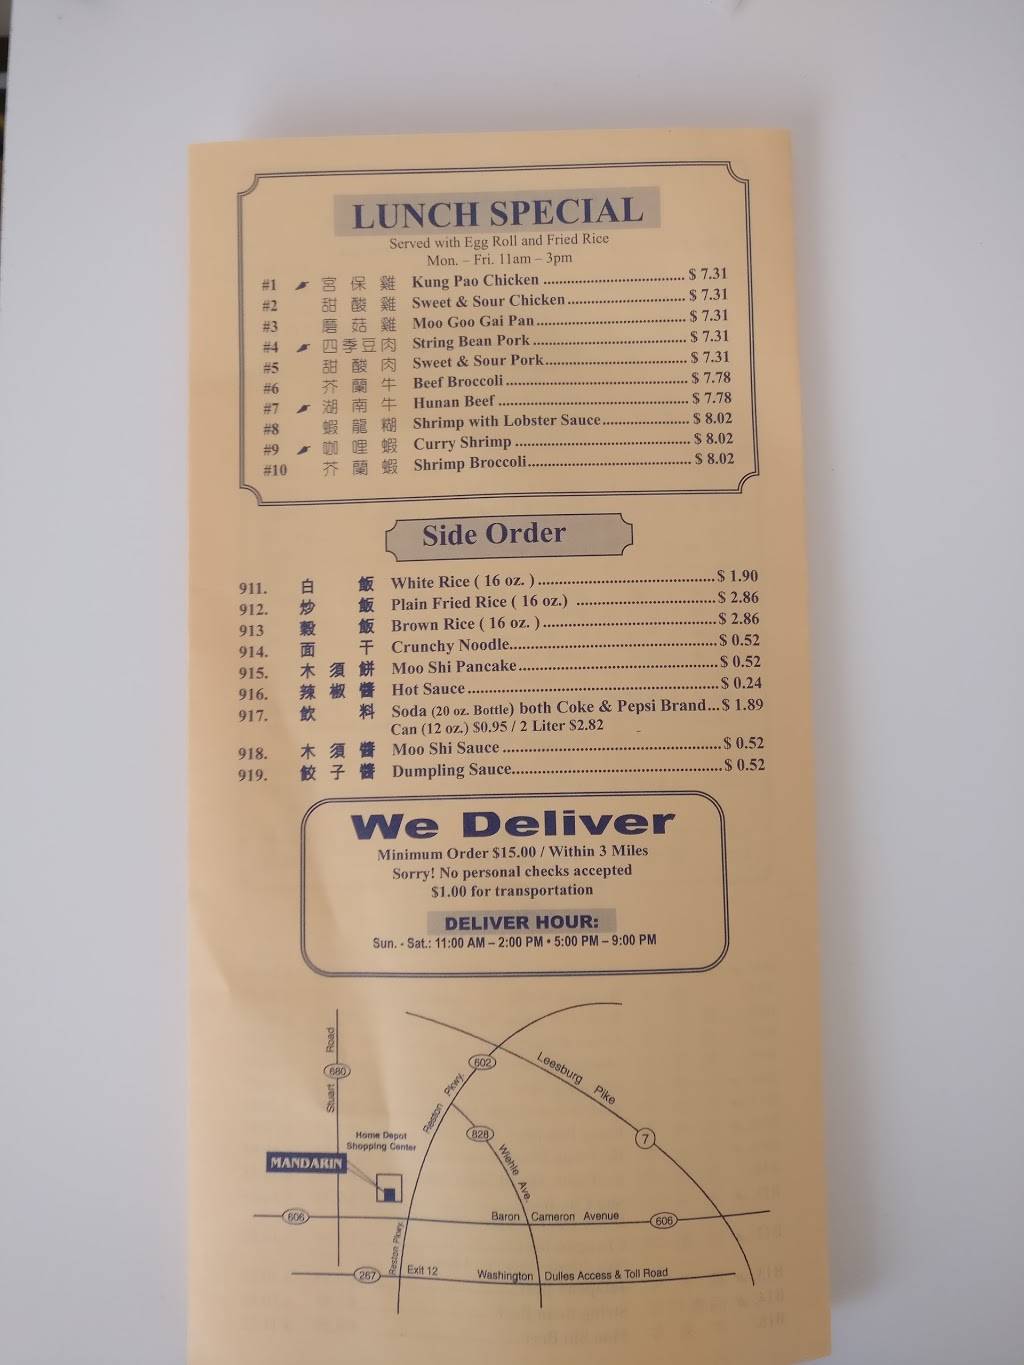 LUNCH SPECIAL
Served with Egg Roll and Fried Rice
Mon. – Fri. 11am – 3pm
#1 宮保雞 Kung Pao Chicken $ 7.31
#2 甜酸雞 Sweet & Sour Chicken $ 7.31
#3 蘑菇雞 Moo Goo Gai Pan $ 7.31
#4 四季豆肉 String Bean Pork $ 7.31
#5 甜酸肉 Sweet & Sour Pork $ 7.31
#6 芥蘭牛 Beef Broccoli $ 7.78
#7 湖南牛 Hunan Beef $ 7.78
#8 蝦龍糊 Shrimp with Lobster Sauce $ 8.02
#9 咖哩蝦 Curry Shrimp $ 8.02
#10 芥蘭蝦 Shrimp Broccoli $ 8.02
Side Order
911. 白飯 White Rice ( 16 oz. ) $ 1.90
912. 炒飯 Plain Fried Rice ( 16 oz.) $ 2.86
913 穀飯 Brown Rice ( 16 oz. ) $ 2.86
914. 面干 Crunchy Noodle $ 0.52
915. 木須餅 Moo Shi Pancake $ 0.52
916. 辣椒醬 Hot Sauce $ 0.24
917. 飲料 Soda (20 oz. Bottle) both Coke & Pepsi Brand $ 1.89
Can (12 oz.) $0.95 / 2 Liter $2.82
918. 木須醬 Moo Shi Sauce $ 0.52
919. 餃子醬 Dumpling Sauce $ 0.52
We Deliver
Minimum Order $15.00 / Within 3 Miles
Sorry! No personal checks accepted
$1.00 for transportation
DELIVER HOUR:
Sun. - Sat.: 11:00 AM – 2:00 PM • 5:00 PM – 9:00 PM
Stuart Road
680
602
Reston Pkwy.
Leesburg Pike
7
828
Wiehle Ave.
Home Depot
Shopping Center
MANDARIN
606
Baron Cameron Avenue
606
Reston Pkwy.
267
Exit 12
Washington Dulles Access & Toll Road